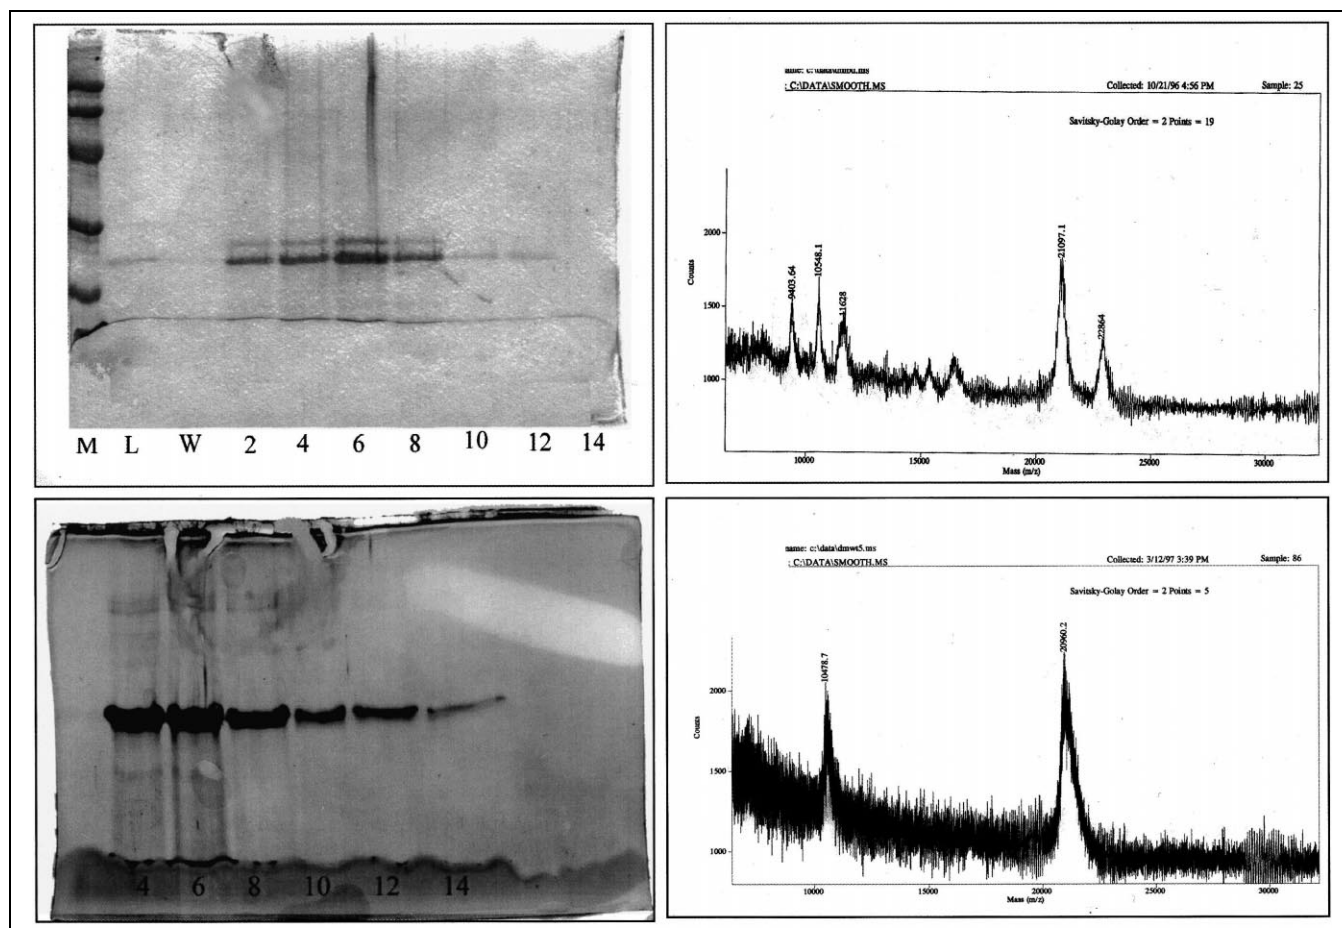 : C:\DATA\SMOOTH.MS Collected: 10/21/96 4:56 PM Sample: 25
Savitsky-Golay Order = 2 Points = 19
2000
1500
1000
Counts
9403.64
10548.1
11628
21097.1
22864
10000 15000 20000 25000 30000
Mass (m/z)
M L W 2 4 6 8 10 12 14
name: c:\data\dmwt5.ms
: C:\DATA\SMOOTH.MS Collected: 3/12/97 3:39 PM Sample: 86
Savitsky-Golay Order = 2 Points = 5
2000
1500
1000
Counts
10478.7
20960.2
10000 15000 20000 25000 30000
Mass (m/z)
4 6 8 10 12 14